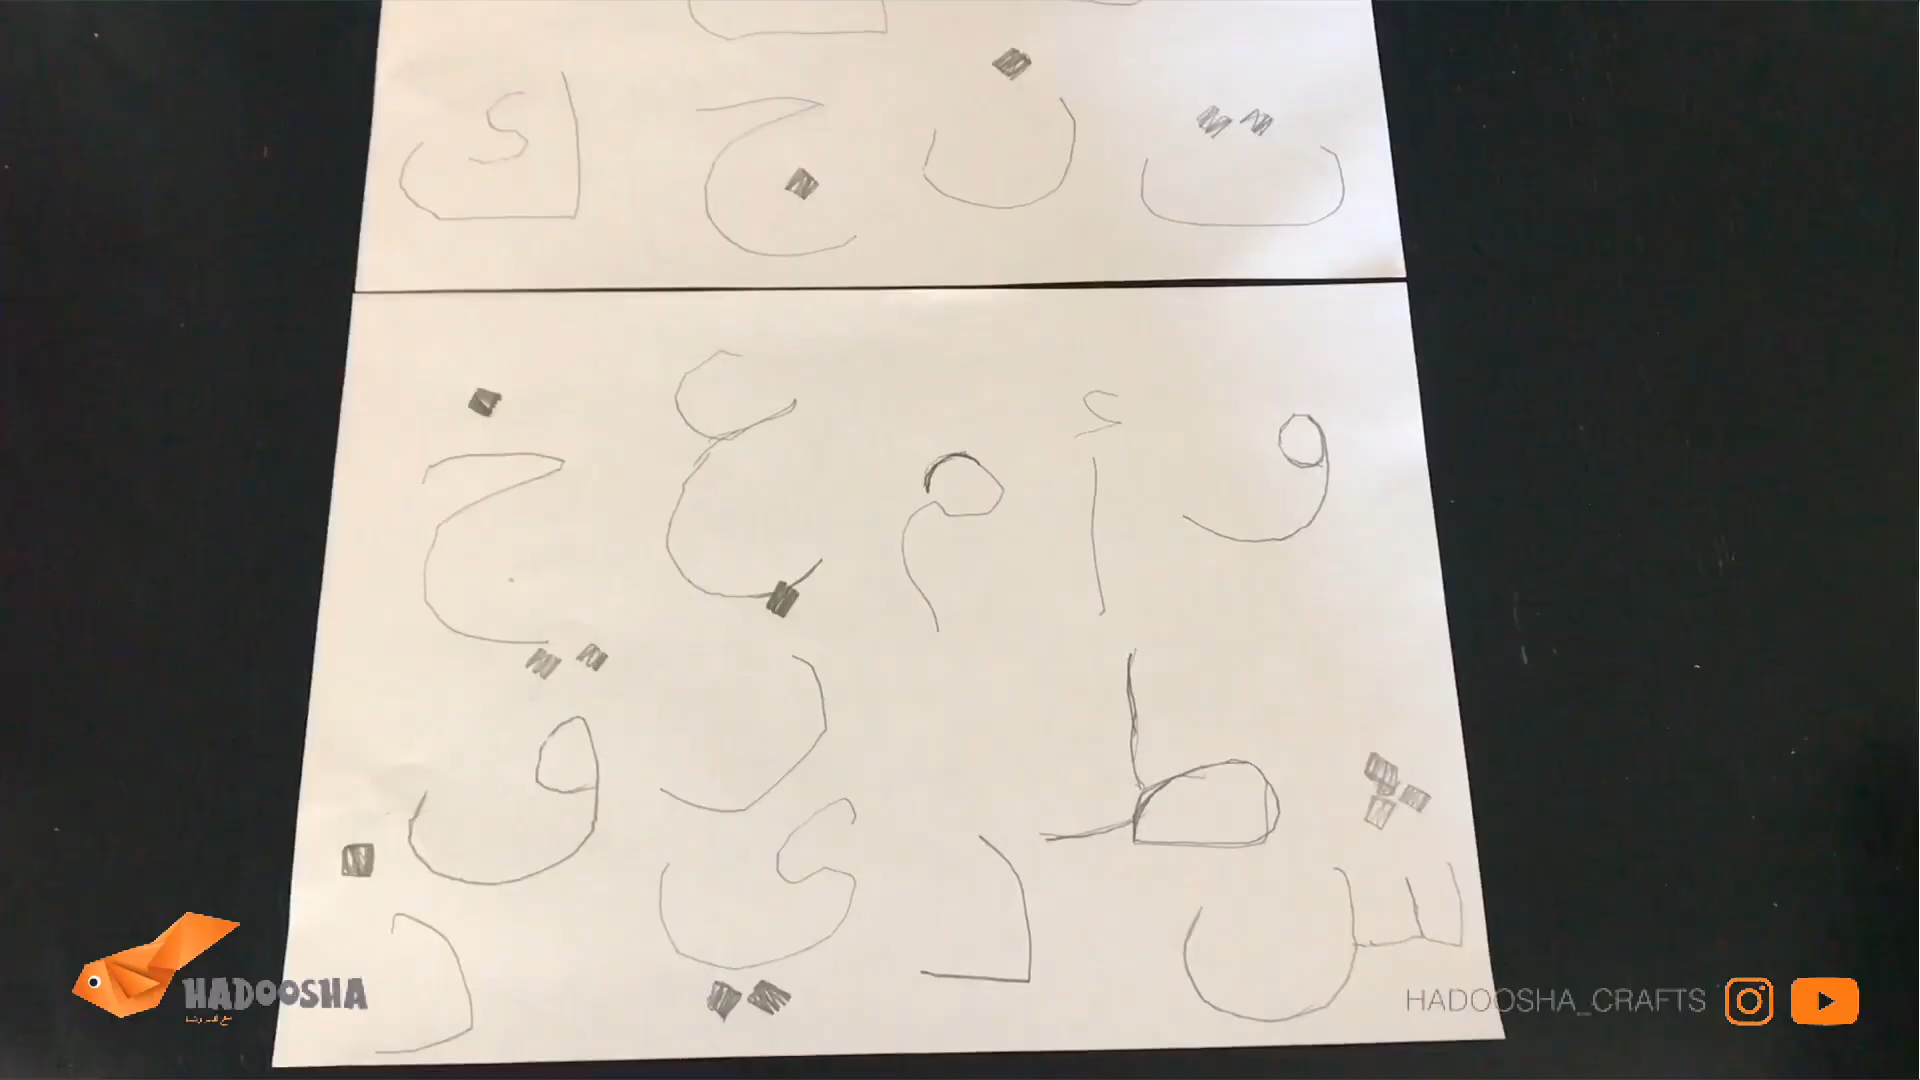 ت ن ج ك
و أ م ع خ
ط ر ق
ش د ي ذ
HADOOSHA
HADOOSHA_CRAFTS